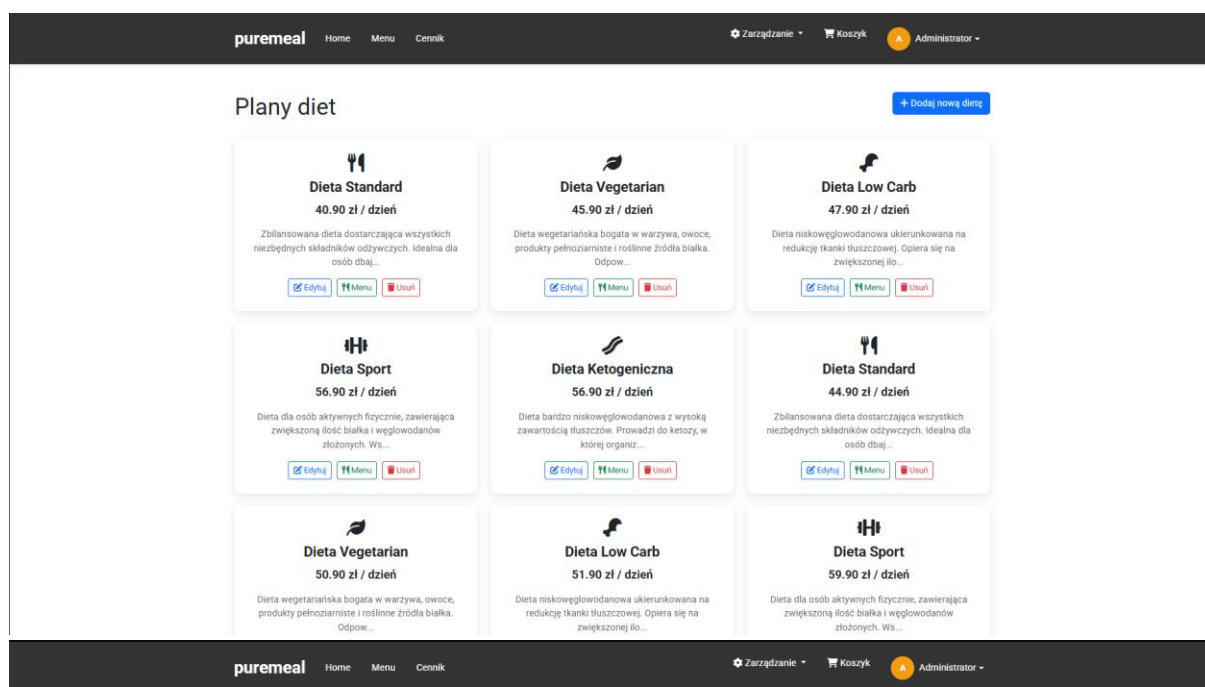 puremeal Home Menu Cennik Zarządzanie Koszyk A Administrator
Plany diet
+ Dodaj nową dietę
Dieta Standard
40.90 zł / dzień
Zbilansowana dieta dostarczająca wszystkich
niezbędnych składników odżywczych. Idealna dla
osób dbaj...
Edytuj Menu Usuń
Dieta Vegetarian
45.90 zł / dzień
Dieta wegetariańska bogata w warzywa, owoce,
produkty pełnoziarniste i roślinne źródła białka.
Odpow...
Edytuj Menu Usuń
Dieta Low Carb
47.90 zł / dzień
Dieta niskowęglowodanowa ukierunkowana na
redukcję tkanki tłuszczowej. Opiera się na
zwiększonej ilo...
Edytuj Menu Usuń
Dieta Sport
56.90 zł / dzień
Dieta dla osób aktywnych fizycznie, zawierająca
zwiększoną ilość białka i węglowodanów
złożonych. Ws...
Edytuj Menu Usuń
Dieta Ketogeniczna
56.90 zł / dzień
Dieta bardzo niskowęglowodanowa z wysoką
zawartością tłuszczów. Prowadzi do ketozy, w
której organiz...
Edytuj Menu Usuń
Dieta Standard
44.90 zł / dzień
Zbilansowana dieta dostarczająca wszystkich
niezbędnych składników odżywczych. Idealna dla
osób dbaj...
Edytuj Menu Usuń
Dieta Vegetarian
50.90 zł / dzień
Dieta wegetariańska bogata w warzywa, owoce,
produkty pełnoziarniste i roślinne źródła białka.
Odpow...
Dieta Low Carb
51.90 zł / dzień
Dieta niskowęglowodanowa ukierunkowana na
redukcję tkanki tłuszczowej. Opiera się na
zwiększonej ilo...
Dieta Sport
59.90 zł / dzień
Dieta dla osób aktywnych fizycznie, zawierająca
zwiększoną ilość białka i węglowodanów
złożonych. Ws...
puremeal Home Menu Cennik Zarządzanie Koszyk A Administrator